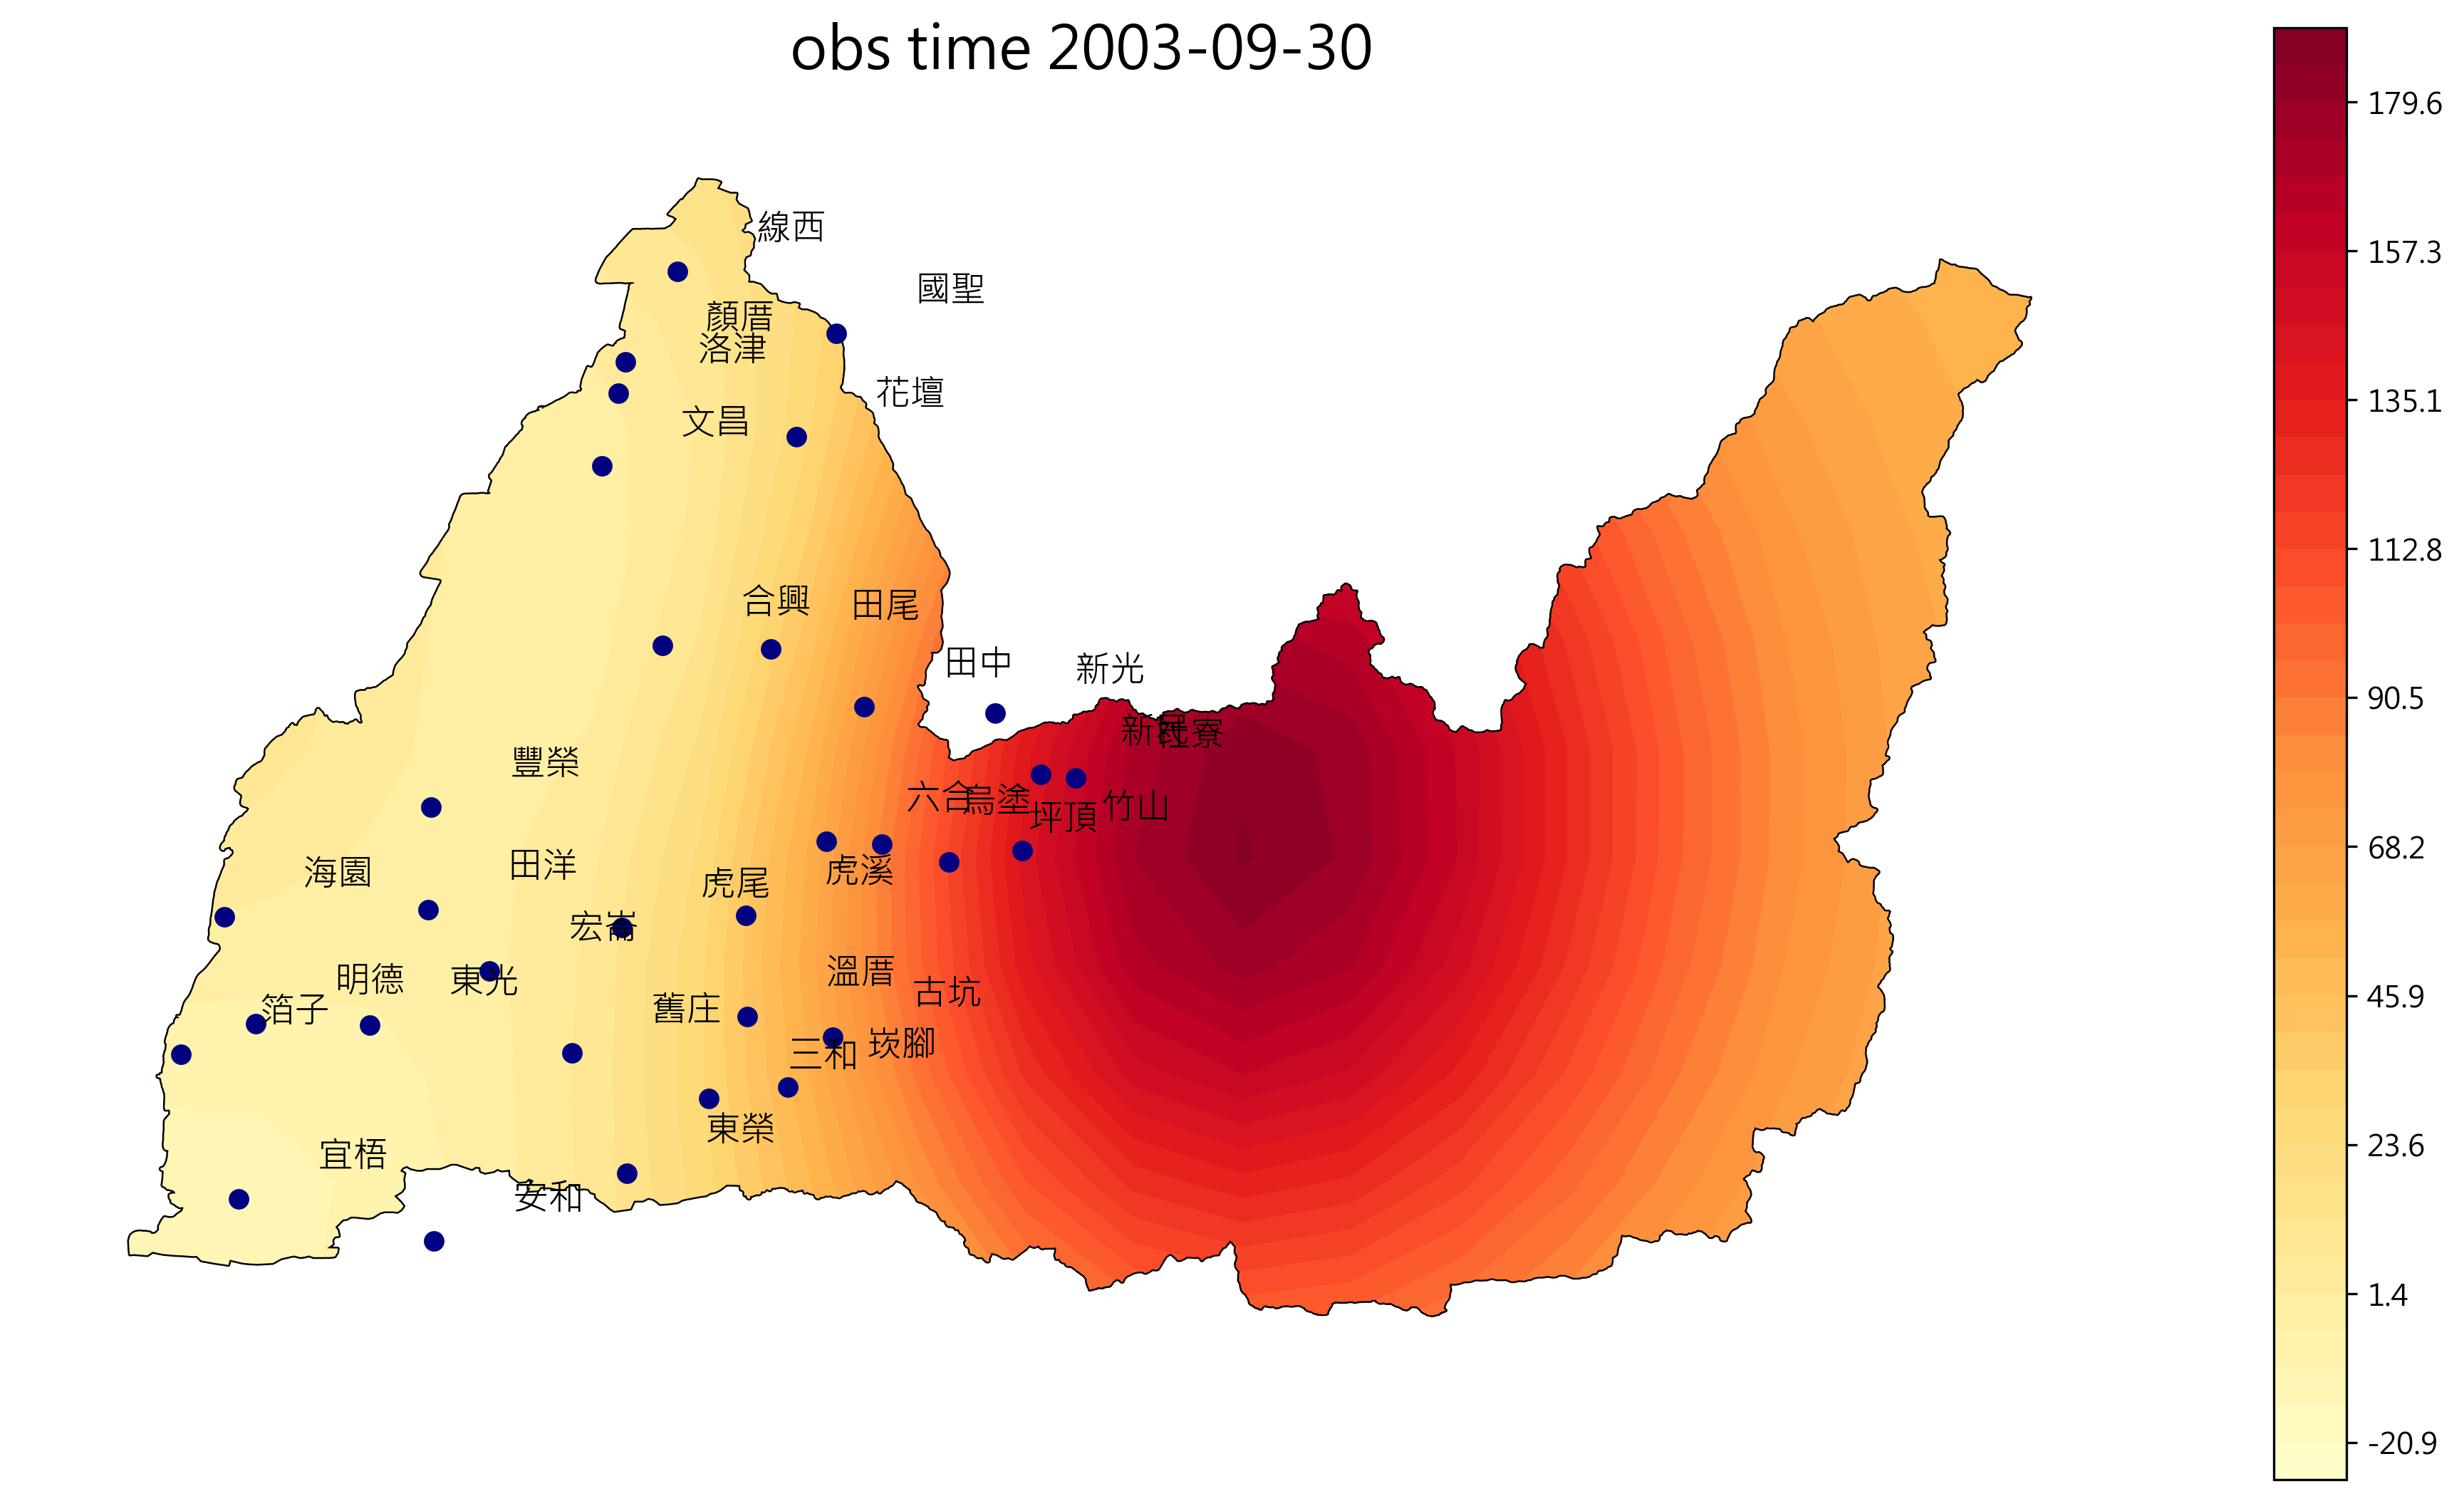 obs time 2003-09-30
線西
國聖
顏厝
洛津
花壇
文昌
合興
田尾
田中
新光
新民
社寮
豐榮
六合
烏塗
坪頂
竹山
海園
田洋
虎尾
虎溪
宏崙
明德
東光
溫厝
古坑
箔子
舊庄
三和
崁腳
東榮
宜梧
安和
179.6
157.3
135.1
112.8
90.5
68.2
45.9
23.6
1.4
-20.9